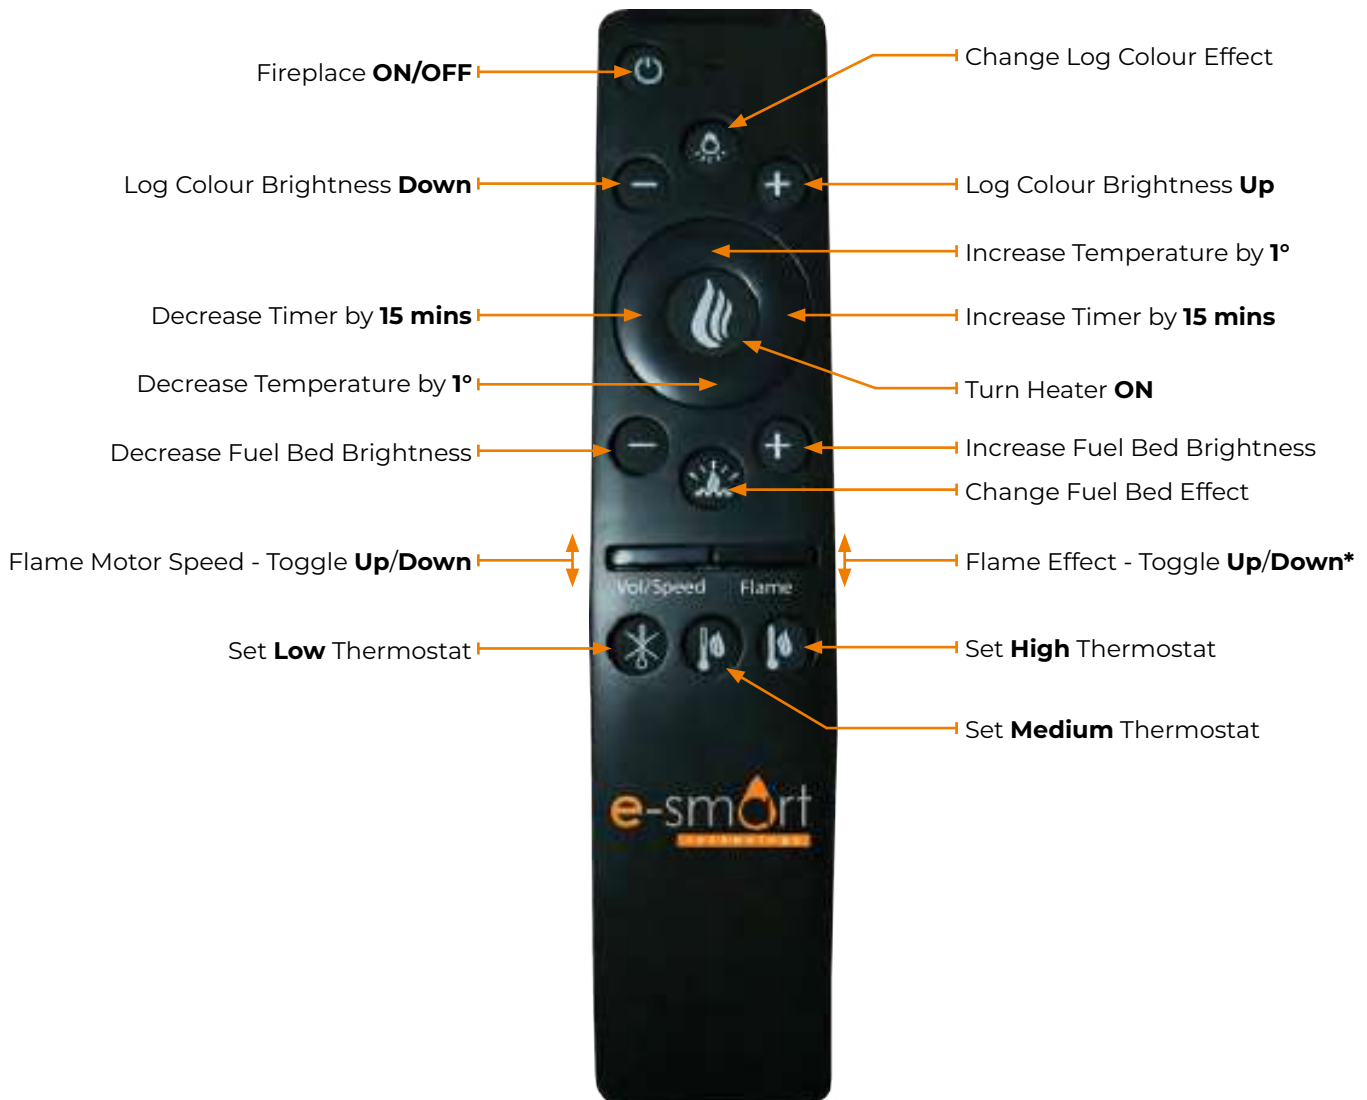 Fireplace ON/OFF
Change Log Colour Effect
Log Colour Brightness Down
Log Colour Brightness Up
Increase Temperature by 1°
Decrease Timer by 15 mins
Increase Timer by 15 mins
Decrease Temperature by 1°
Turn Heater ON
Decrease Fuel Bed Brightness
Increase Fuel Bed Brightness
Change Fuel Bed Effect
Flame Motor Speed - Toggle Up/Down
Flame Effect - Toggle Up/Down*
Vol/Speed Flame
Set Low Thermostat
Set High Thermostat
Set Medium Thermostat
e-smart